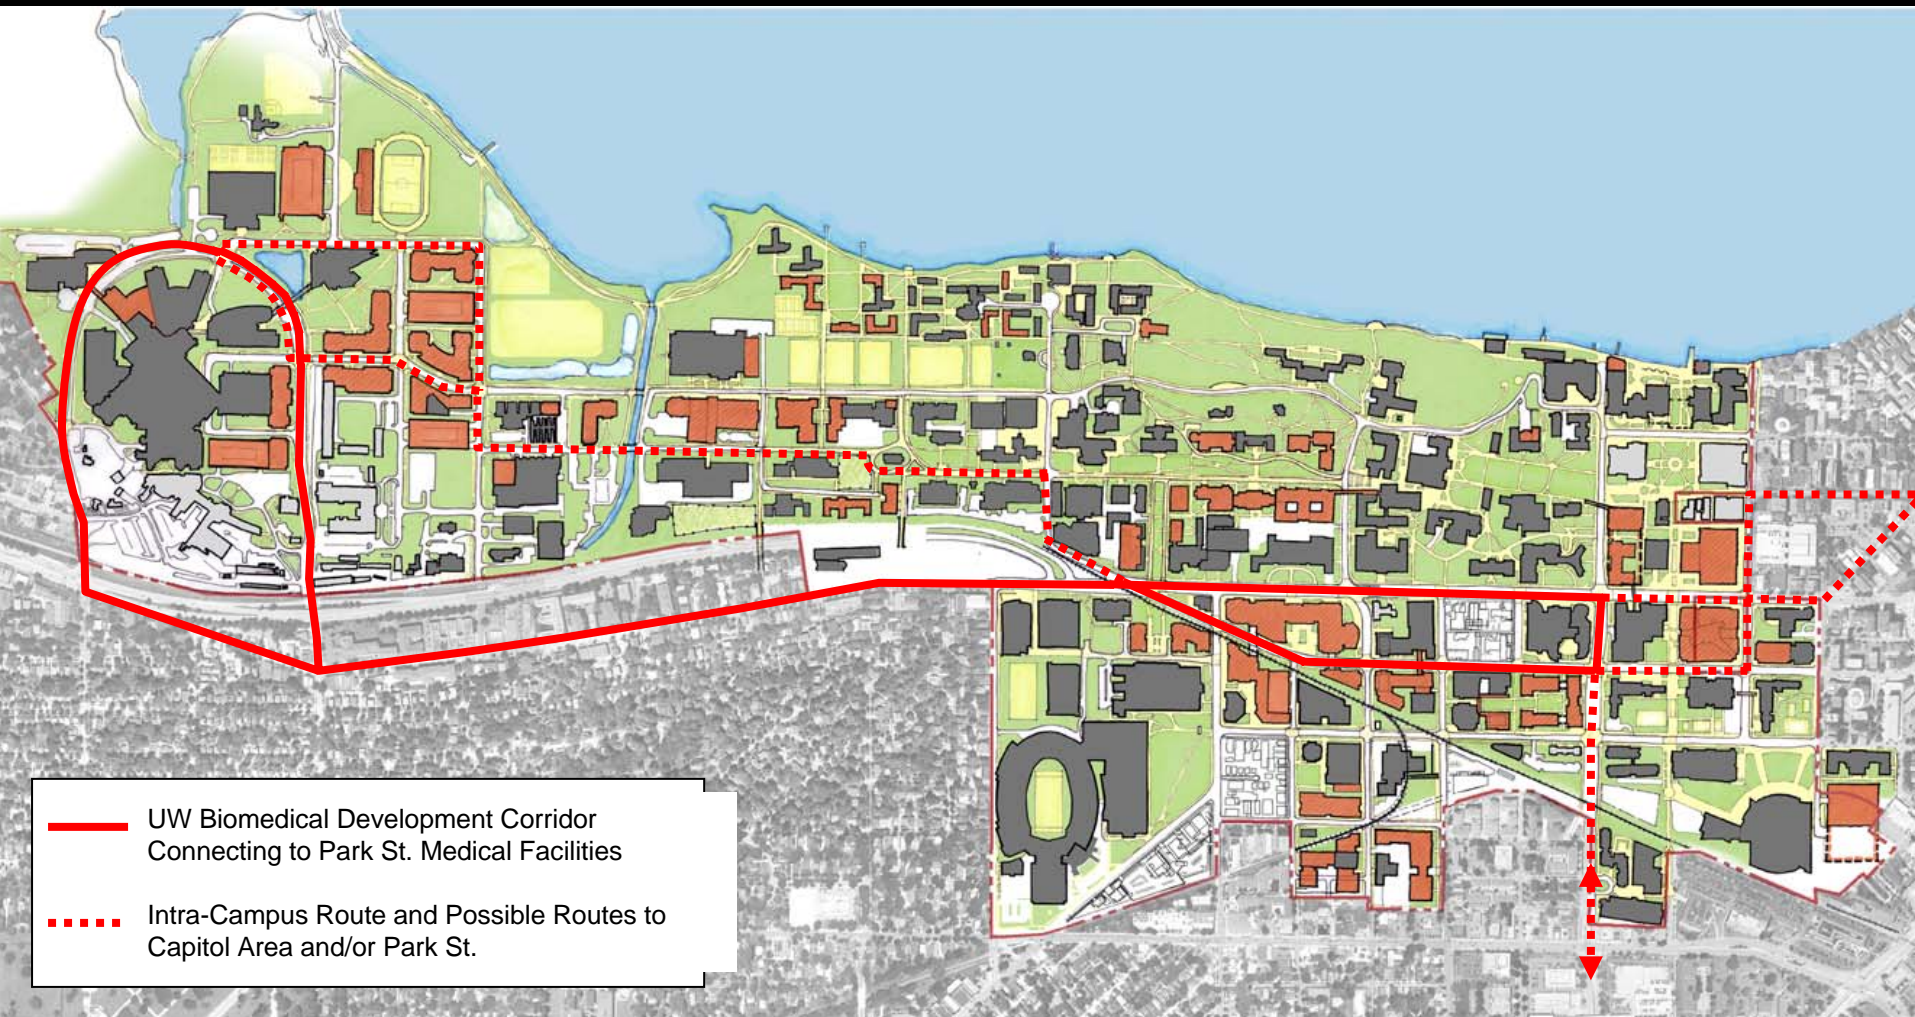 UW Biomedical Development Corridor
Connecting to Park St. Medical Facilities
Intra-Campus Route and Possible Routes to
Capitol Area and/or Park St.